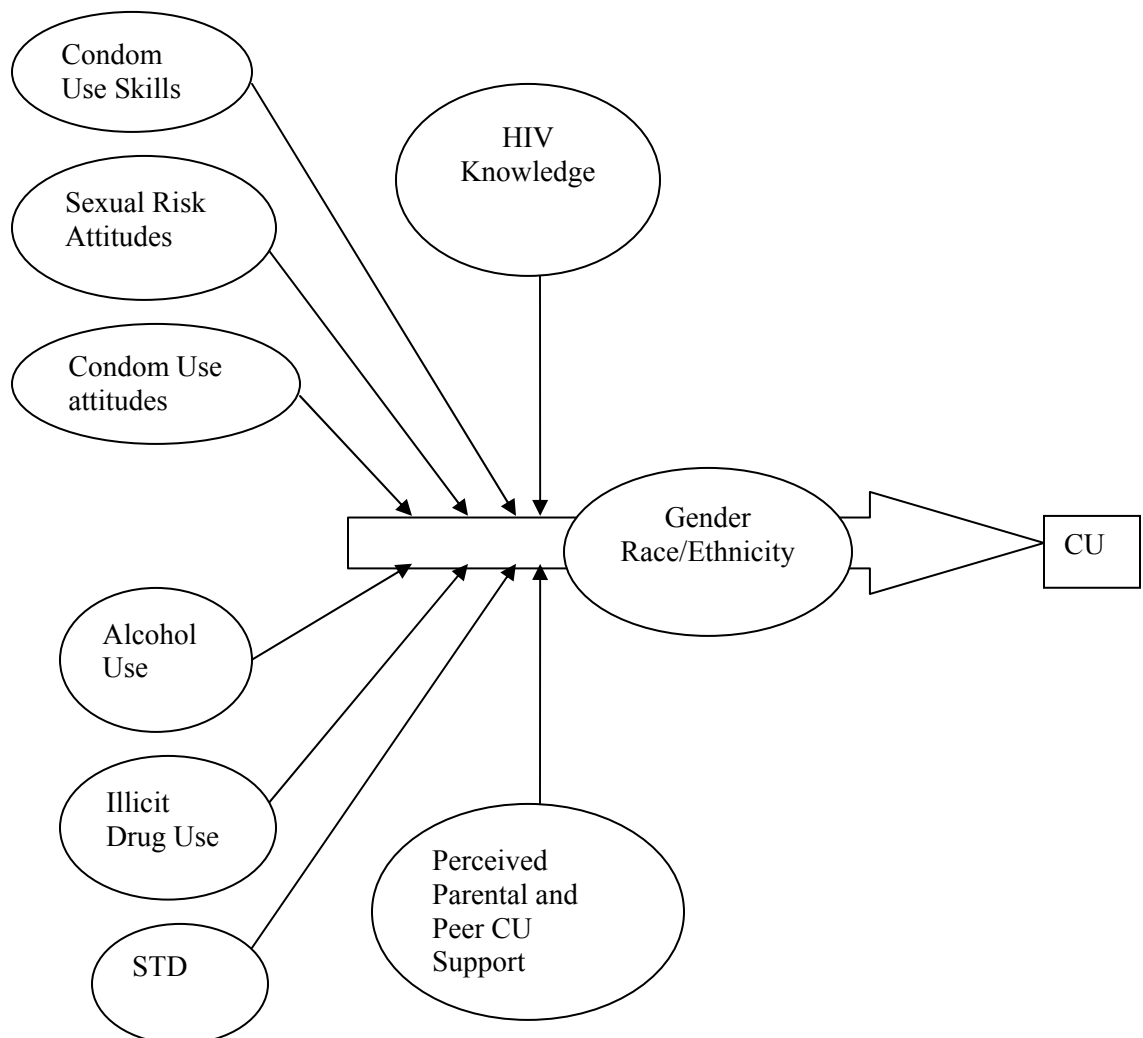 Condom
Use Skills
HIV
Knowledge
Sexual Risk
Attitudes
Condom Use
attitudes
Gender
Race/Ethnicity
CU
Alcohol
Use
Illicit
Drug Use
Perceived
Parental and
Peer CU
Support
STD